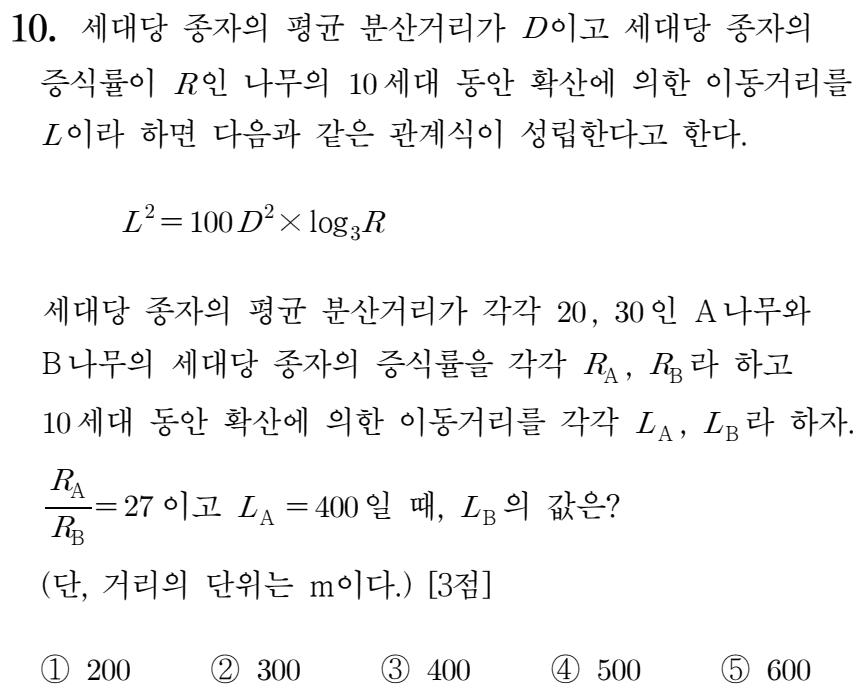 10. 세대당 종자의 평균 분산거리가 D이고 세대당 종자의
증식률이 R인 나무의 10세대 동안 확산에 의한 이동거리를
L이라 하면 다음과 같은 관계식이 성립한다고 한다.
L² = 100D² × log₃R
세대당 종자의 평균 분산거리가 각각 20, 30인 A나무와
B나무의 세대당 종자의 증식률을 각각 R_A, R_B라 하고
10세대 동안 확산에 의한 이동거리를 각각 L_A, L_B라 하자.
R_A/R_B = 27이고 L_A = 400일 때, L_B의 값은?
(단, 거리의 단위는 m이다.) [3점]
① 200 ② 300 ③ 400 ④ 500 ⑤ 600